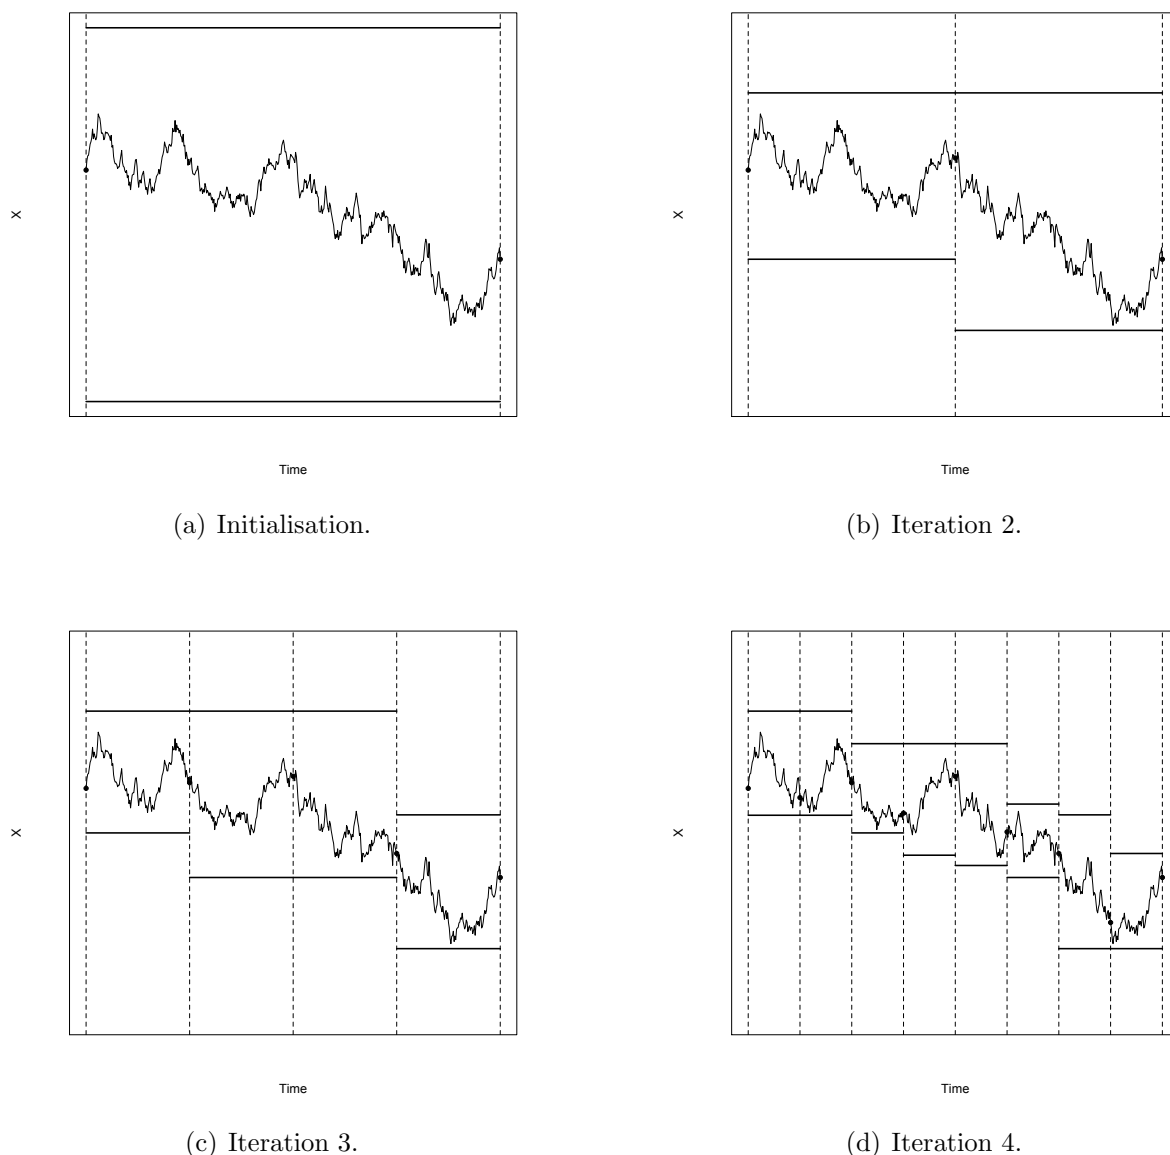 X
X
Time
Time
(a) Initialisation.
(b) Iteration 2.
X
X
Time
Time
(c) Iteration 3.
(d) Iteration 4.